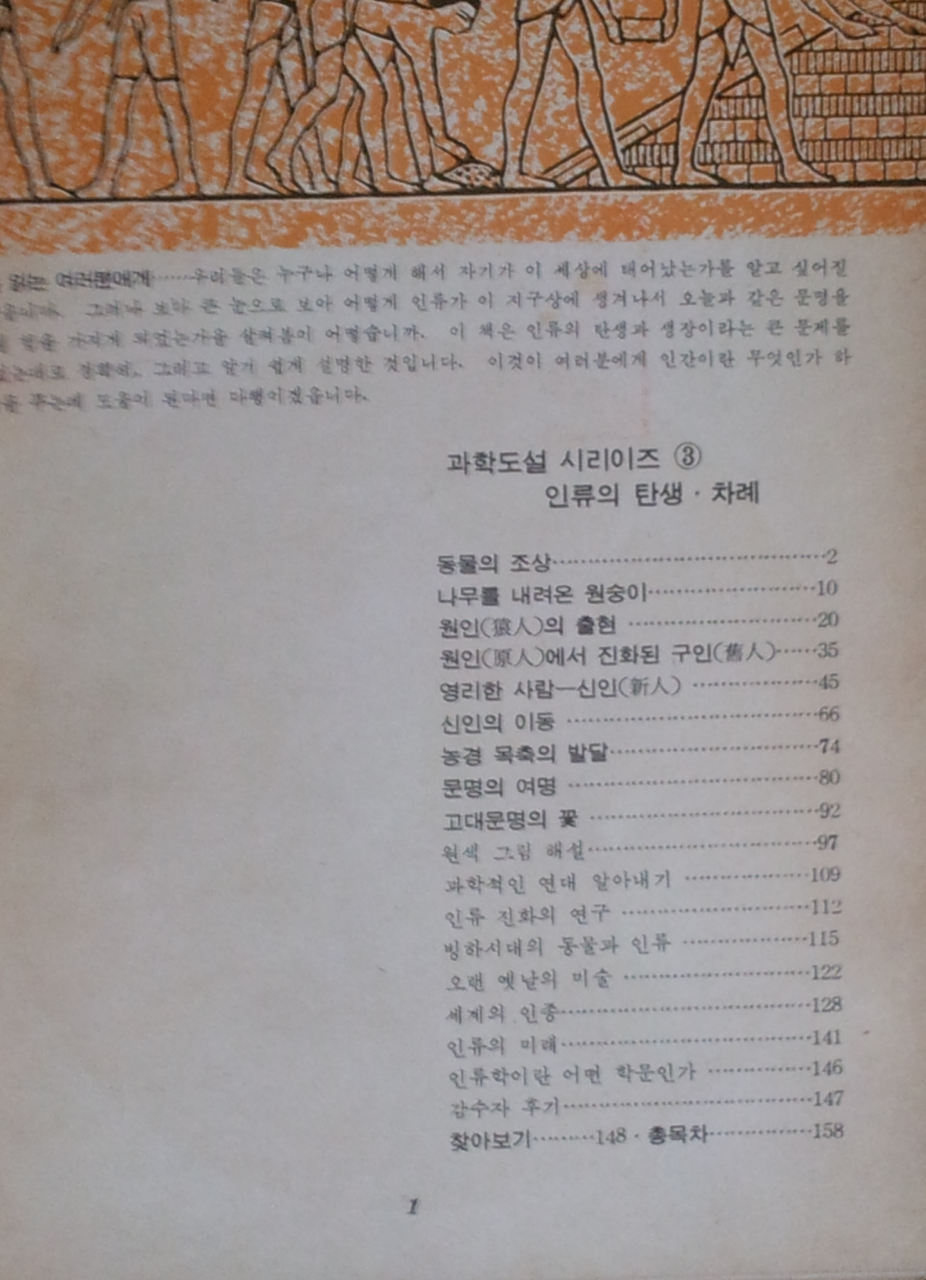 읽는 여러분에게……우리들은 누구나 어떻게 해서 자기가 이 세상에 태어났는가를 알고 싶어질
그러나 보다 큰 눈으로 보아 어떻게 인류가 이 지구상에 생겨나서 오늘과 같은 문명을
가지게 되었는가를 살펴봄이 어떻습니까. 이 책은 인류의 탄생과 생장이라는 큰 문제를
정확히, 그리고 알기 쉽게 설명한 것입니다. 이것이 여러분에게 인간이란 무엇인가 하
주는데 도움이 된다면 다행이겠읍니다.
과학도설 시리이즈 ③
인류의 탄생 · 차례
동물의 조상……2
나무를 내려온 원숭이……10
원인(猿人)의 출현……20
원인(原人)에서 진화된 구인(舊人)……35
영리한 사람—신인(新人)……45
신인의 이동……66
농경 목축의 발달……74
문명의 여명……80
고대문명의 꽃……92
원색 그림 해설……97
과학적인 연대 알아내기……109
인류 진화의 연구……112
빙하시대의 동물과 인류……115
오랜 옛날의 미술……122
세계의 인종……128
인류의 미래……141
인류학이란 어떤 학문인가……146
감수자 후기……147
찾아보기……148 · 총목차……158
1